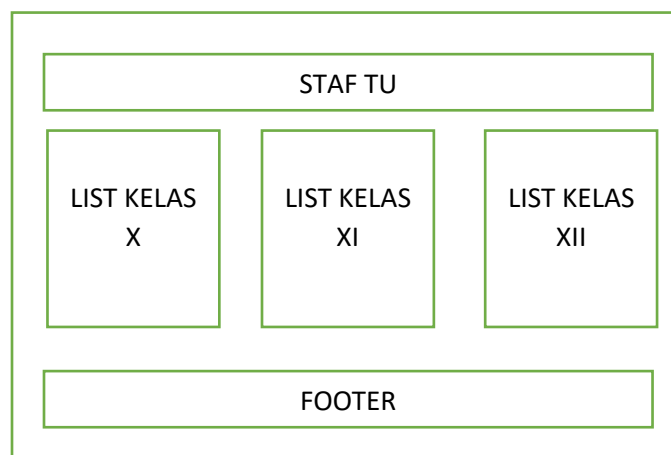 STAF TU
LIST KELAS
X
LIST KELAS
XI
LIST KELAS
XII
FOOTER